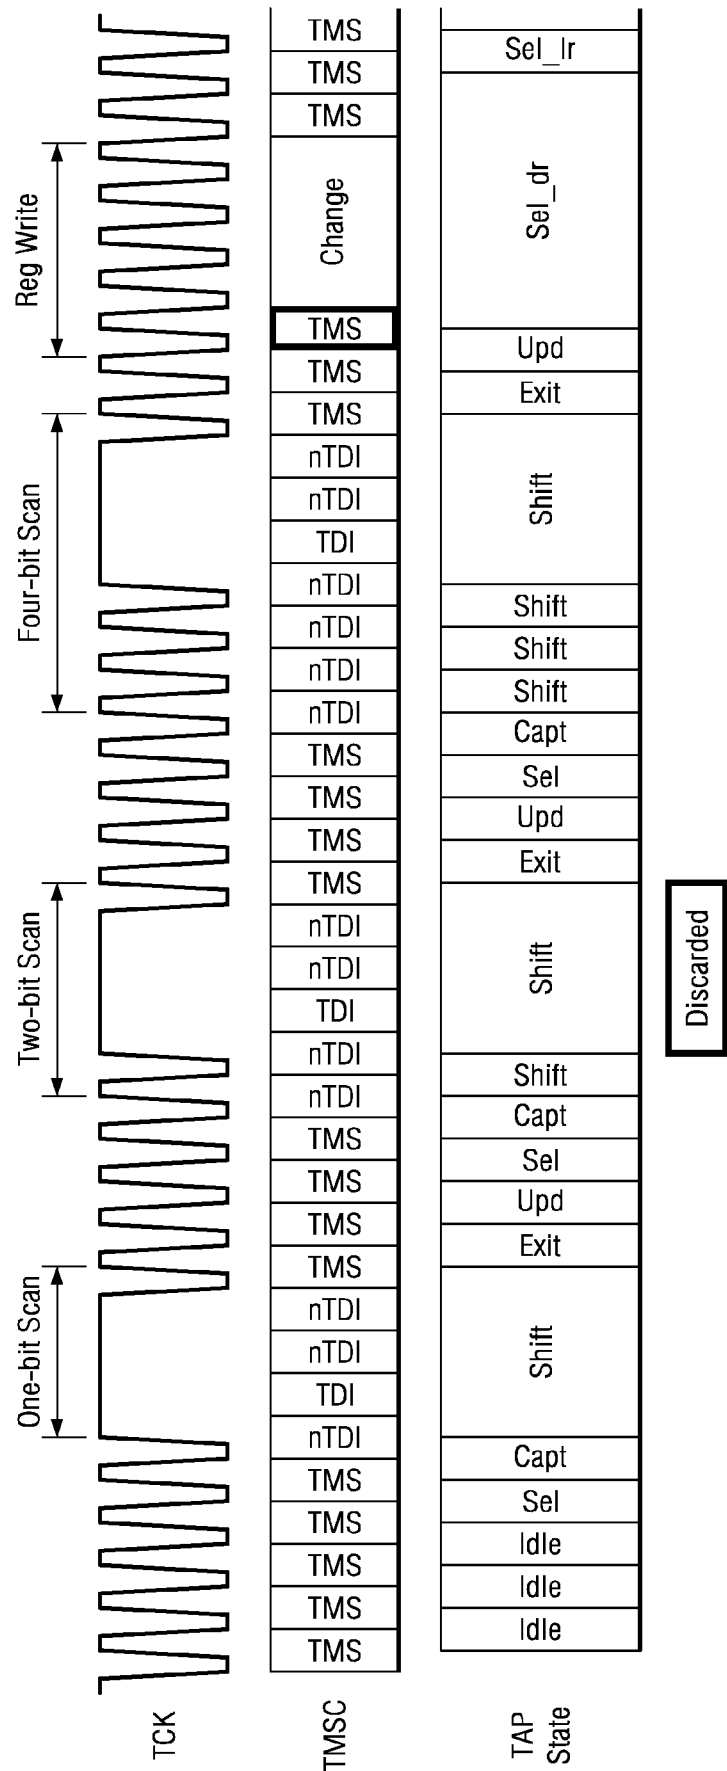 Reg Write
Four-bit Scan
Two-bit Scan
One-bit Scan
TCK
TMS
TMS
TMS
Change
TMS
TMS
TMS
nTDI
nTDI
TDI
nTDI
nTDI
nTDI
nTDI
TMS
TMS
TMS
TMS
nTDI
nTDI
TDI
nTDI
nTDI
TMS
TMS
TMS
TMS
nTDI
nTDI
TDI
nTDI
TMS
TMS
TMS
TMS
TMS
TMSC
Sel_Ir
Sel_dr
Upd
Exit
Shift
Shift
Shift
Shift
Capt
Sel
Upd
Exit
Shift
Shift
Capt
Sel
Upd
Exit
Shift
Capt
Sel
Idle
Idle
Idle
TAP
State
Discarded